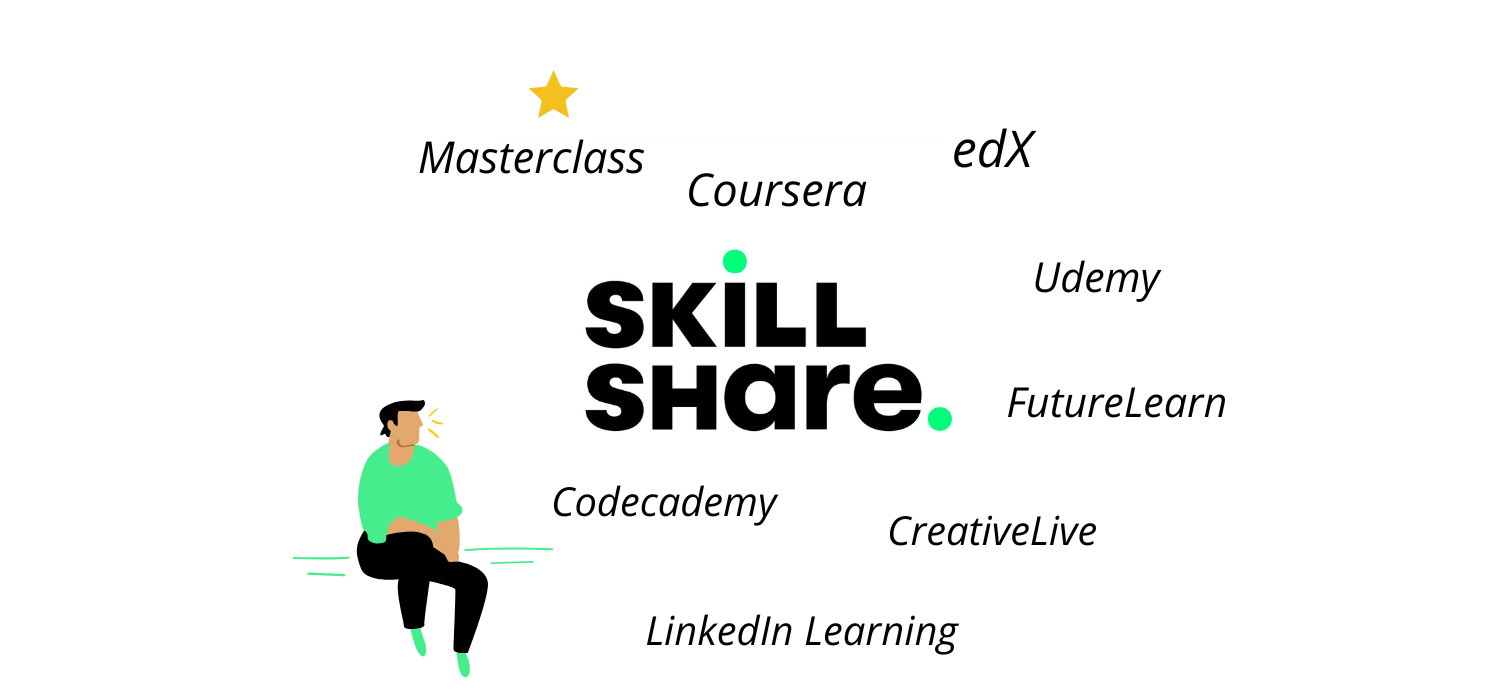 Masterclass
edX
Coursera
Udemy
SKILL
SHare.
FutureLearn
Codecademy
CreativeLive
LinkedIn Learning